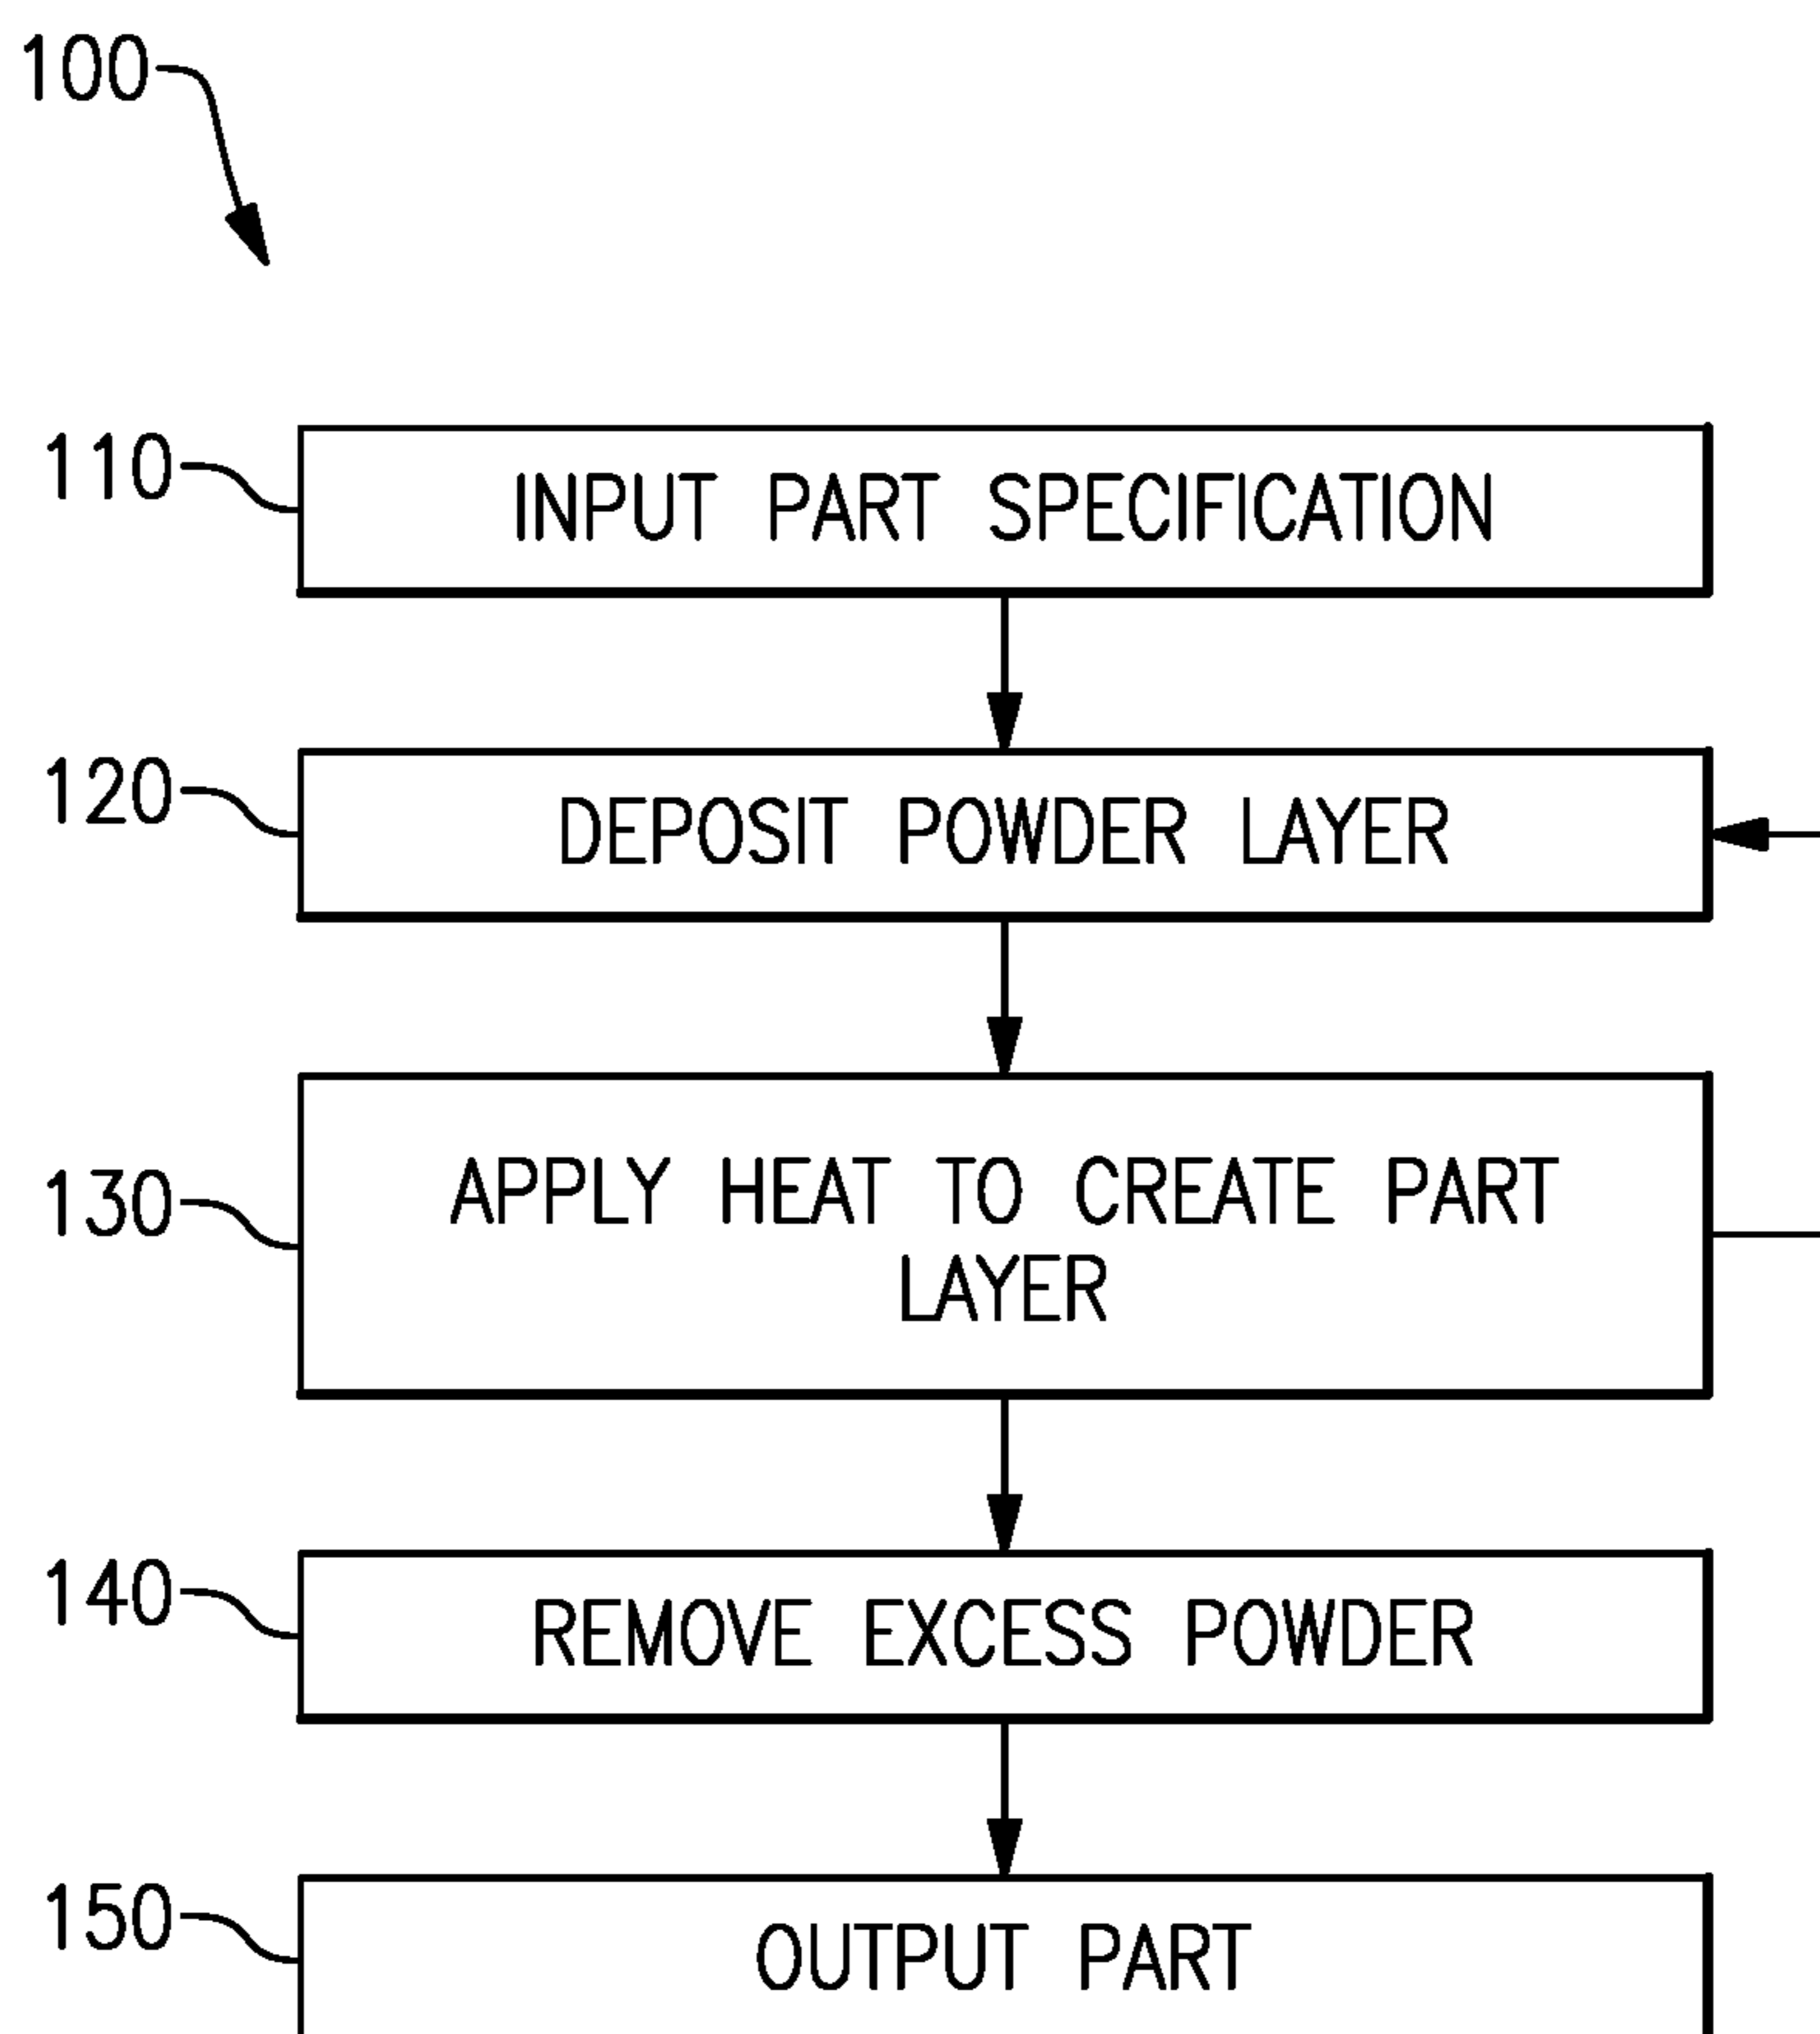 100
110
INPUT PART SPECIFICATION
120
DEPOSIT POWDER LAYER
130
APPLY HEAT TO CREATE PART
LAYER
140
REMOVE EXCESS POWDER
150
OUTPUT PART